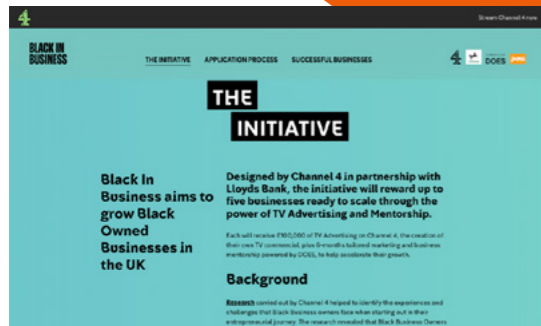 4
Stream Channel 4 now
BLACK IN
BUSINESS
THE INITIATIVE
APPLICATION PROCESS
SUCCESSFUL BUSINESSES
4
DOES
THE
INITIATIVE
Black In
Business aims to
grow Black
Owned
Businesses in
the UK
Designed by Channel 4 in partnership with
Lloyds Bank, the initiative will reward up to
five businesses ready to scale through the
power of TV Advertising and Mentorship.
Each will receive £100,000 of TV Advertising on Channel 4, the creation of
their own TV commercial, plus 6-months tailored marketing and business
mentorship powered by DOES, to help accelerate their growth.
Background
Research carried out by Channel 4 helped to identify the experiences and
challenges that Black Business owners face when starting out in their
entrepreneurial journey. The research revealed that Black Business Owners